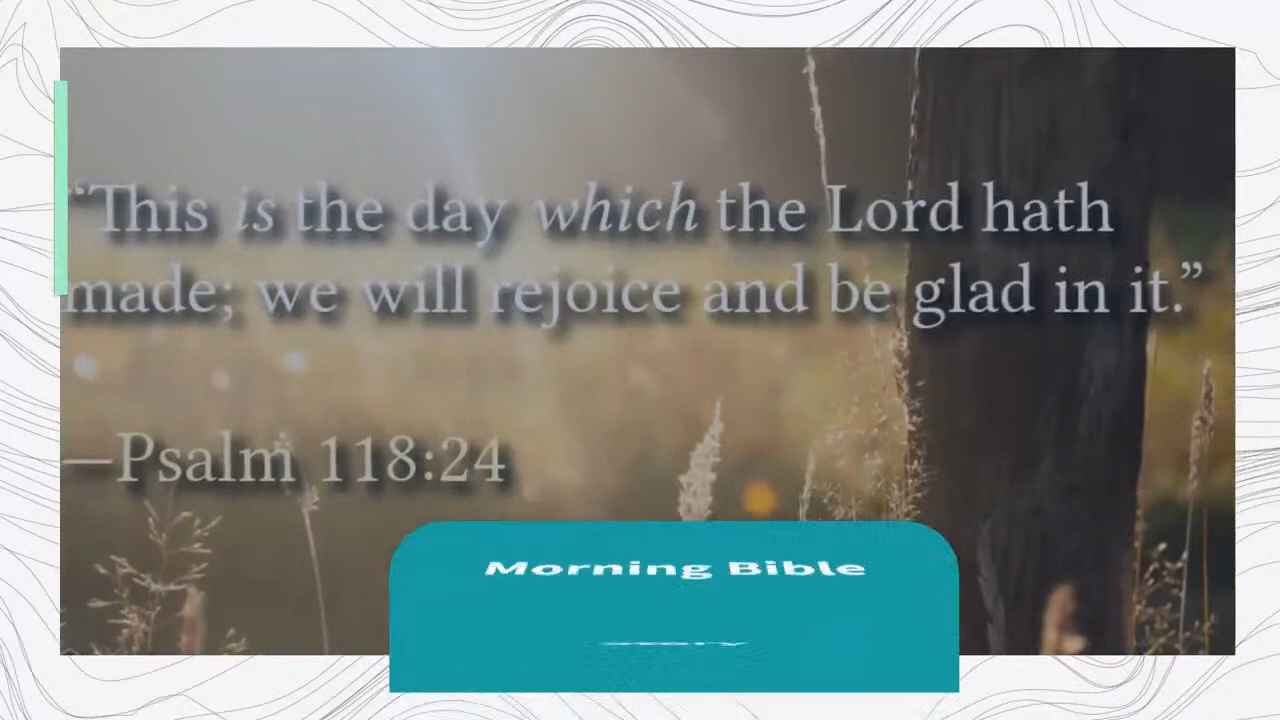 “This is the day which the Lord hath
made; we will rejoice and be glad in it.”
—Psalm 118:24
Morning Bible